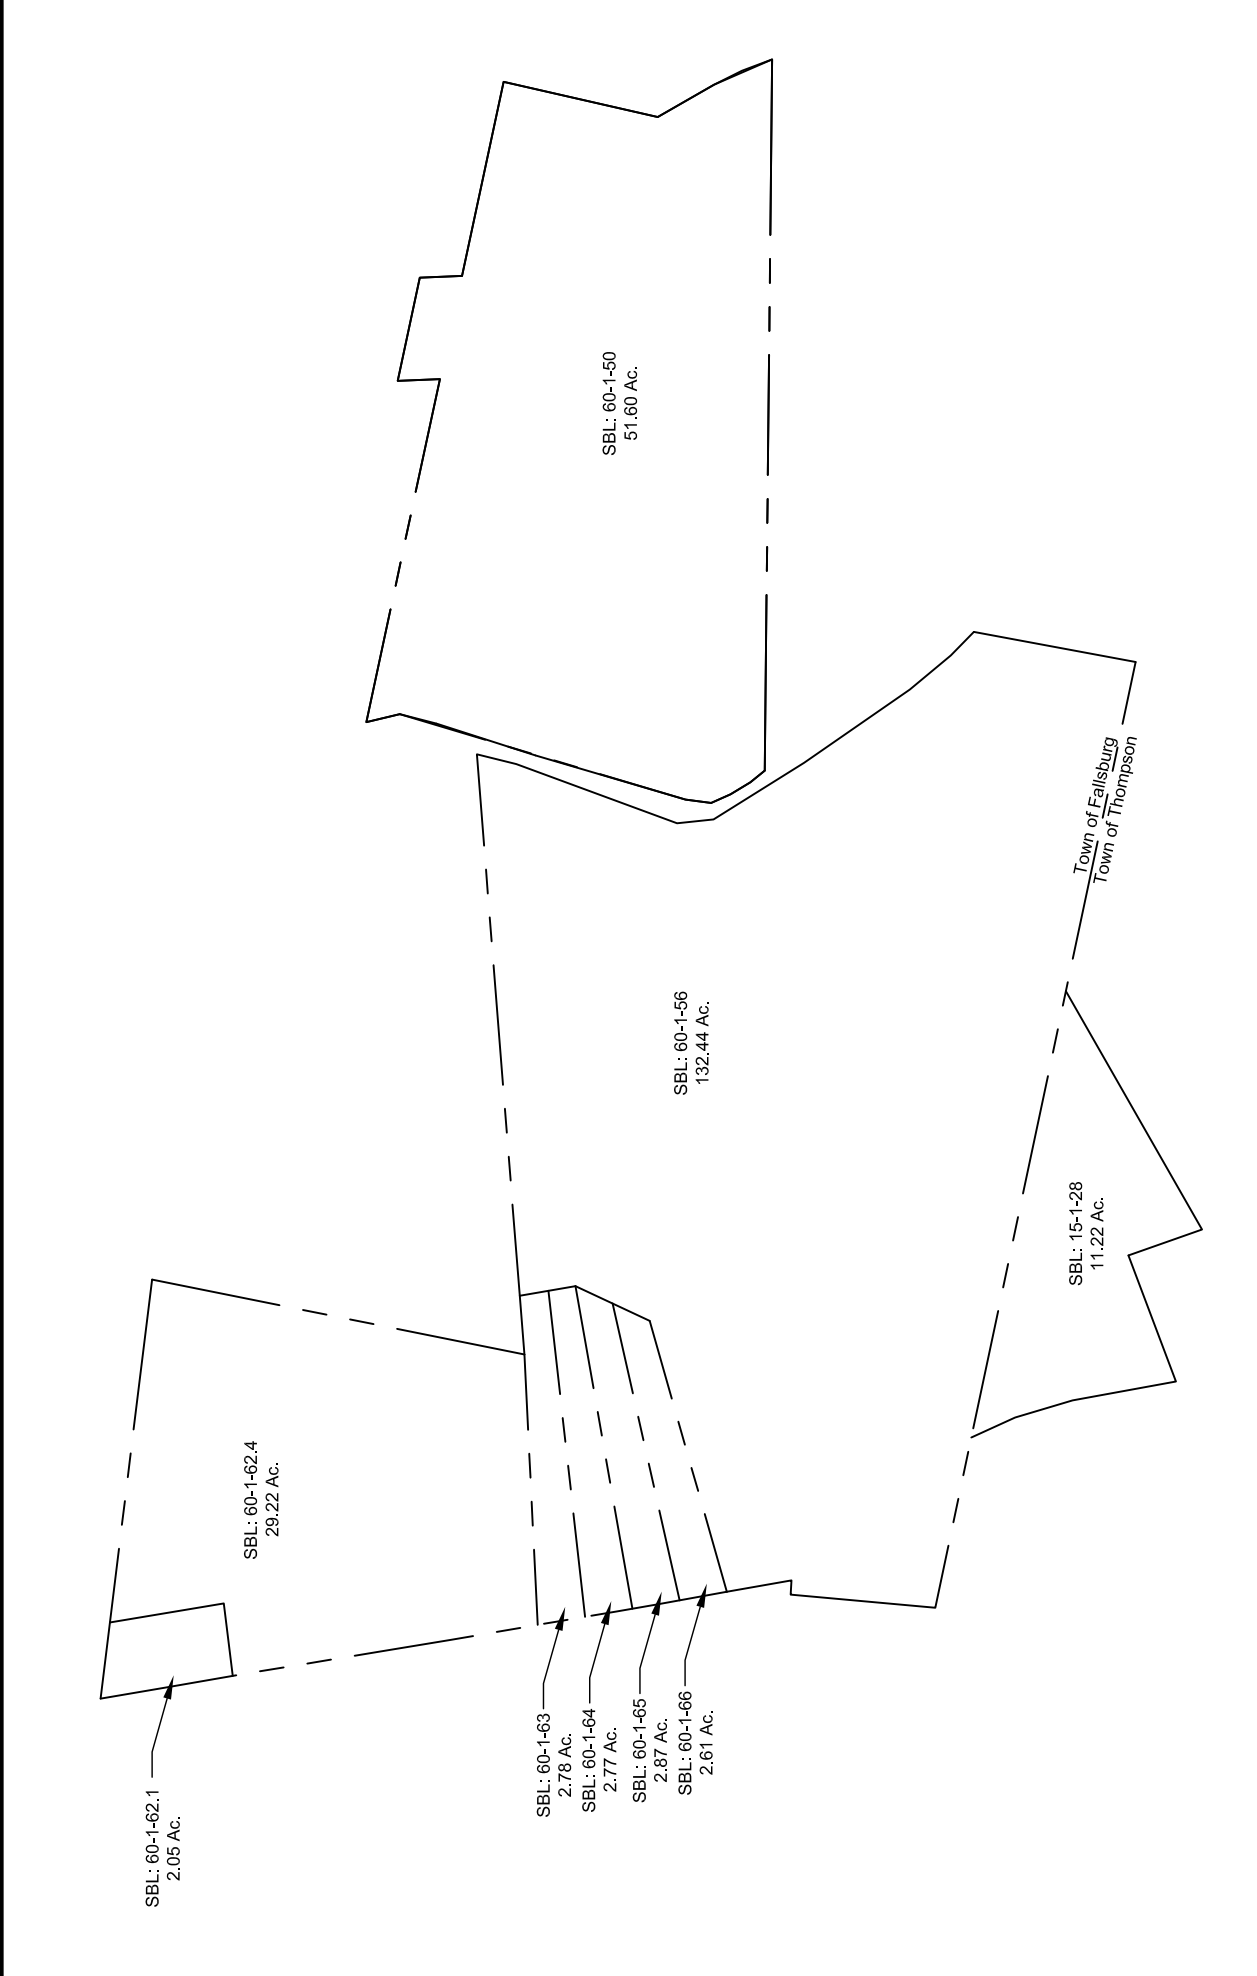 SBL: 60-1-62.1
2.05 Ac.
SBL: 60-1-62.4
29.22 Ac.
SBL: 60-1-63
2.78 Ac.
SBL: 60-1-64
2.77 Ac.
SBL: 60-1-65
2.87 Ac.
SBL: 60-1-66
2.61 Ac.
SBL: 60-1-50
51.60 Ac.
SBL: 60-1-56
132.44 Ac.
SBL: 15-1-28
11.22 Ac.
Town of Fallsburg
Town of Thompson